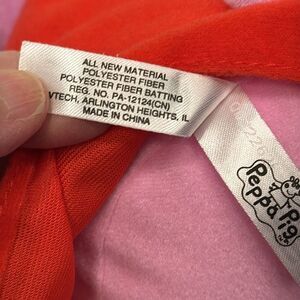 ALL NEW MATERIAL
POLYESTER FIBER
POLYESTER FIBER BATTING
REG. NO. PA-12124(CN)
VTECH, ARLINGTON HEIGHTS, IL
MADE IN CHINA
Peppa Pig